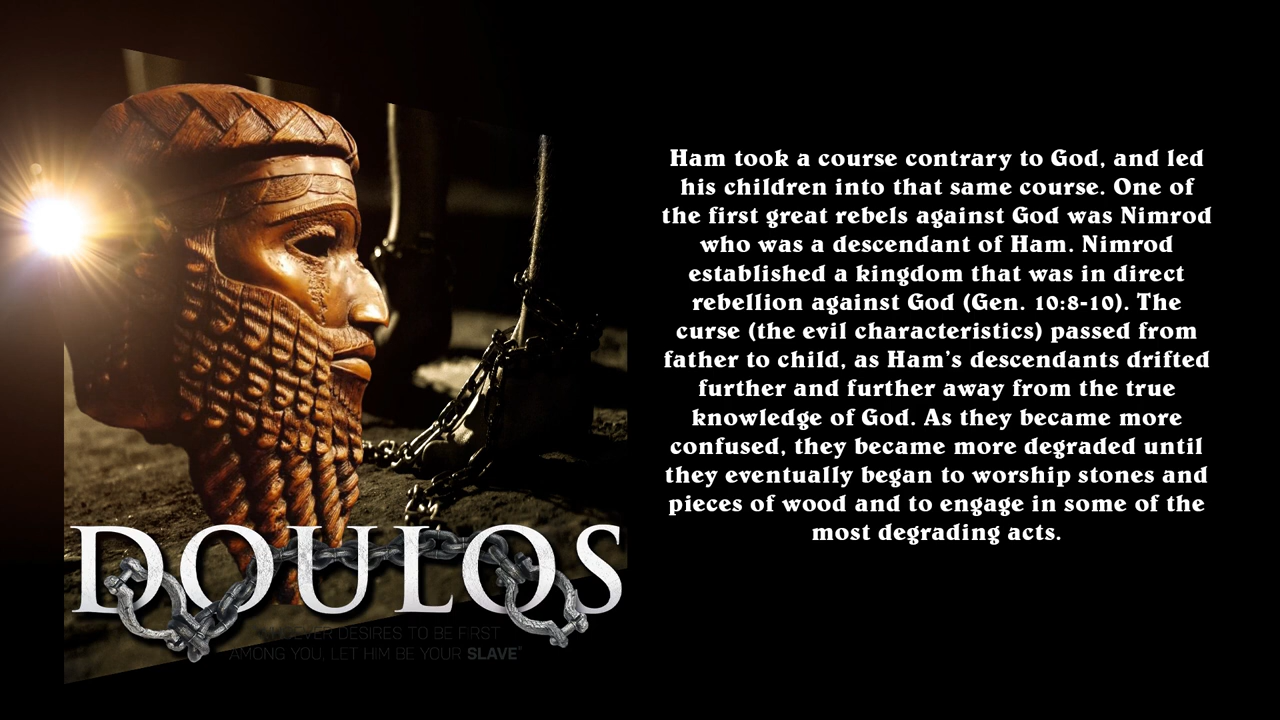 Ham took a course contrary to God, and led
his children into that same course. One of
the first great rebels against God was Nimrod
who was a descendant of Ham. Nimrod
established a kingdom that was in direct
rebellion against God (Gen. 10:8-10). The
curse (the evil characteristics) passed from
father to child, as Ham's descendants drifted
further and further away from the true
knowledge of God. As they became more
confused, they became more degraded until
they eventually began to worship stones and
pieces of wood and to engage in some of the
most degrading acts.
DOULOS
DESIRES TO BE FIRST
AMONG YOU, LET HIM BE YOUR SLAVE"